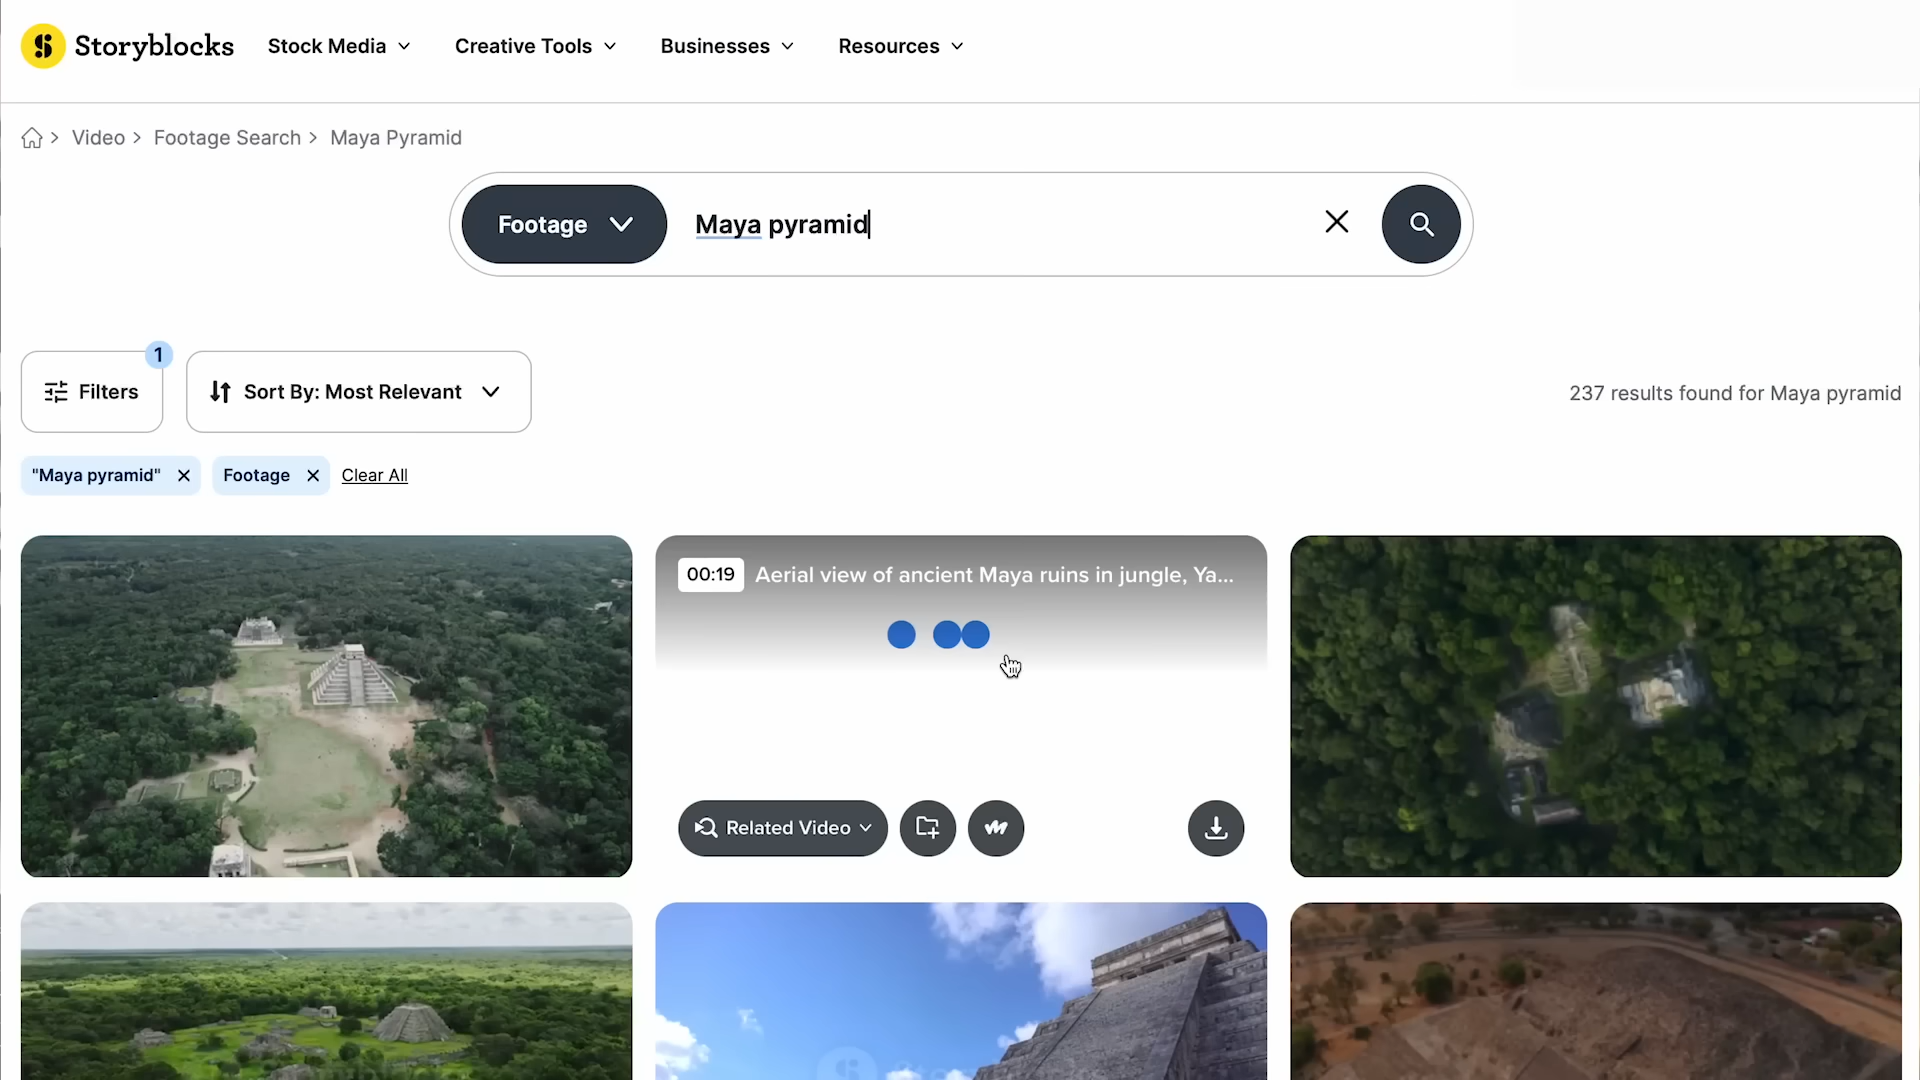 Storyblocks
Stock Media
Creative Tools
Businesses
Resources
Video > Footage Search > Maya Pyramid
Footage
Maya pyramid
1
Filters
Sort By: Most Relevant
237 results found for Maya pyramid
"Maya pyramid"
Footage
Clear All
00:19 Aerial view of ancient Maya ruins in jungle, Ya...
Related Video